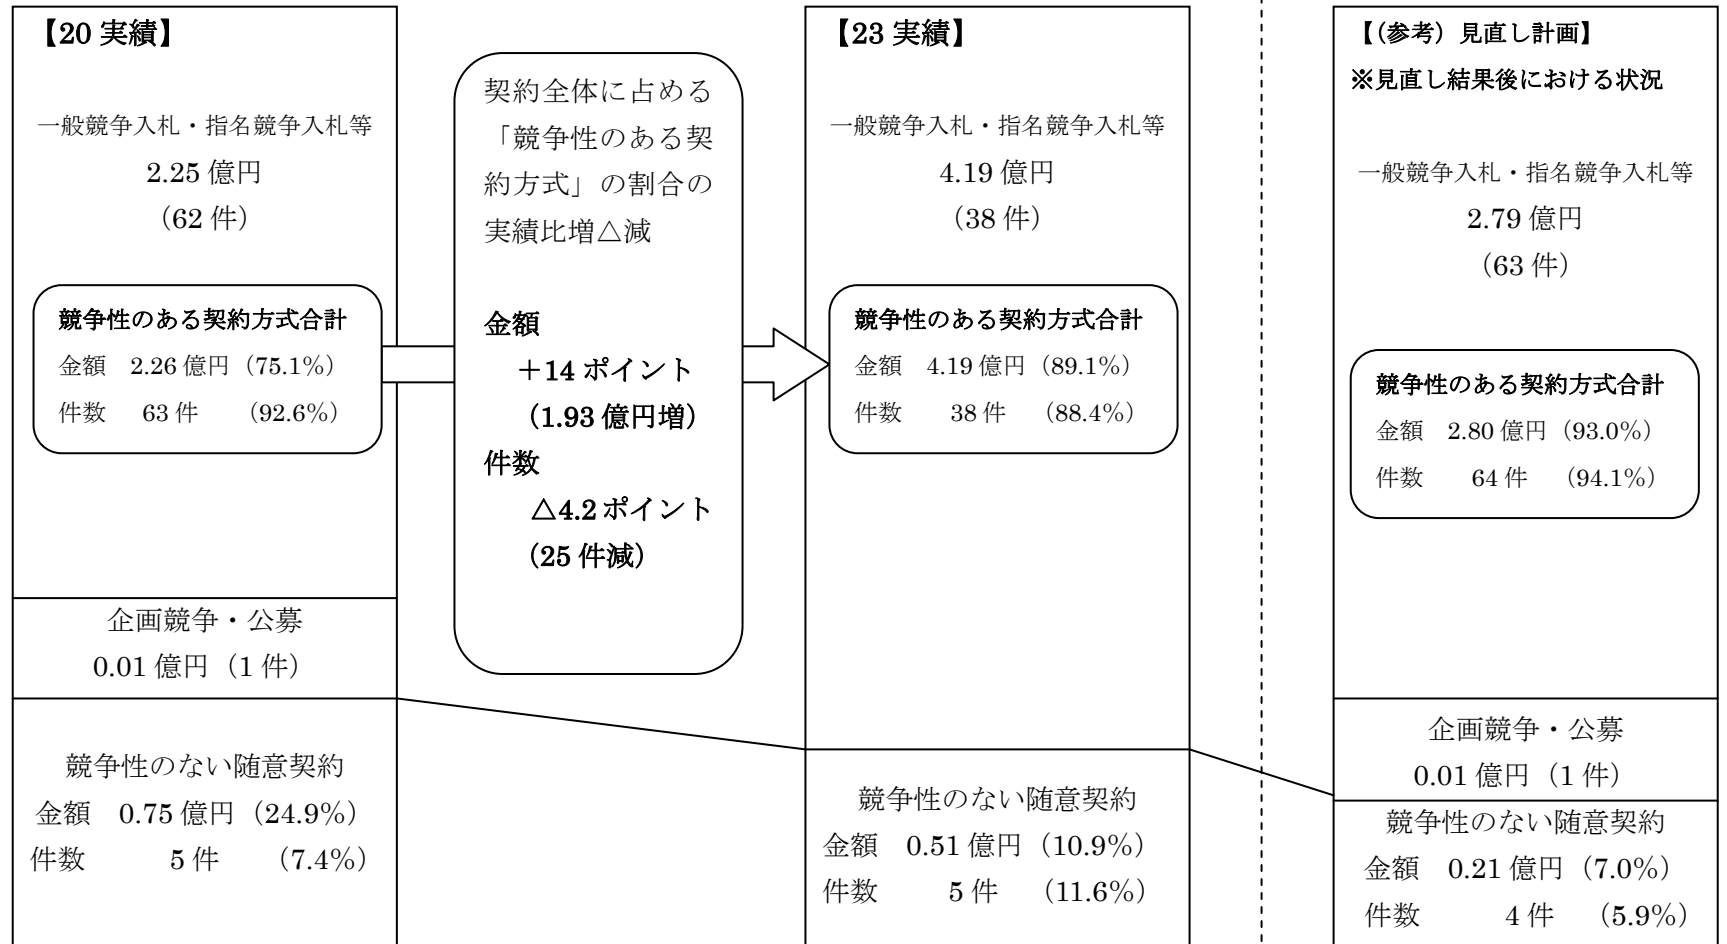 【20 実績】
一般競争入札・指名競争入札等
2.25 億円
（62 件）
競争性のある契約方式合計
金額 2.26 億円（75.1%）
件数 63 件 （92.6%）
企画競争・公募
0.01 億円（1 件）
競争性のない随意契約
金額 0.75 億円（24.9%）
件数 5 件 （7.4%）
契約全体に占める
「競争性のある契
約方式」の割合の
実績比増△減
金額
＋14 ポイント
（1.93 億円増）
件数
△4.2 ポイント
（25 件減）
【23 実績】
一般競争入札・指名競争入札等
4.19 億円
（38 件）
競争性のある契約方式合計
金額 4.19 億円（89.1%）
件数 38 件 （88.4%）
競争性のない随意契約
金額 0.51 億円（10.9%）
件数 5 件 （11.6%）
【（参考）見直し計画】
※見直し結果後における状況
一般競争入札・指名競争入札等
2.79 億円
（63 件）
競争性のある契約方式合計
金額 2.80 億円（93.0%）
件数 64 件 （94.1%）
企画競争・公募
0.01 億円（1 件）
競争性のない随意契約
金額 0.21 億円（7.0%）
件数 4 件 （5.9%）